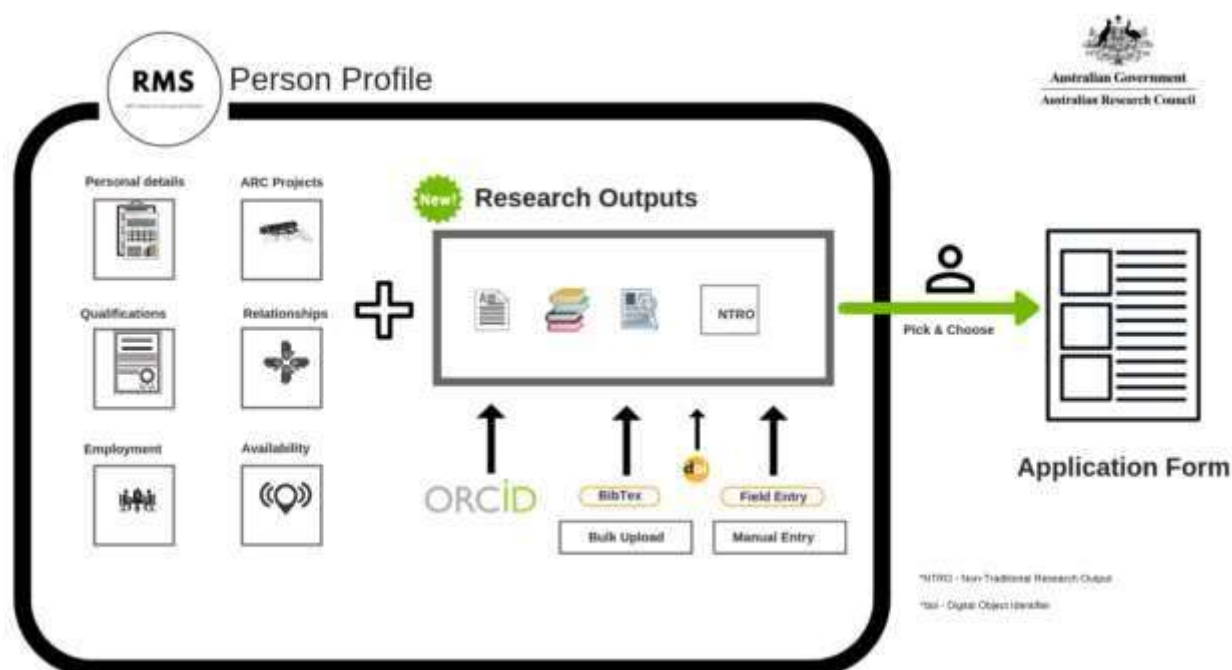 RMS
Person Profile
Australian Government
Australian Research Council
Personal details
ARC Projects
New!
Research Outputs
Qualifications
Relationships
NTRO
Pick & Choose
Employment
Availability
ORCID
doi
BibTex
Field Entry
Bulk Upload
Manual Entry
Application Form
*NTRO - Non-Traditional Research Output
*doi - Digital Object Identifier